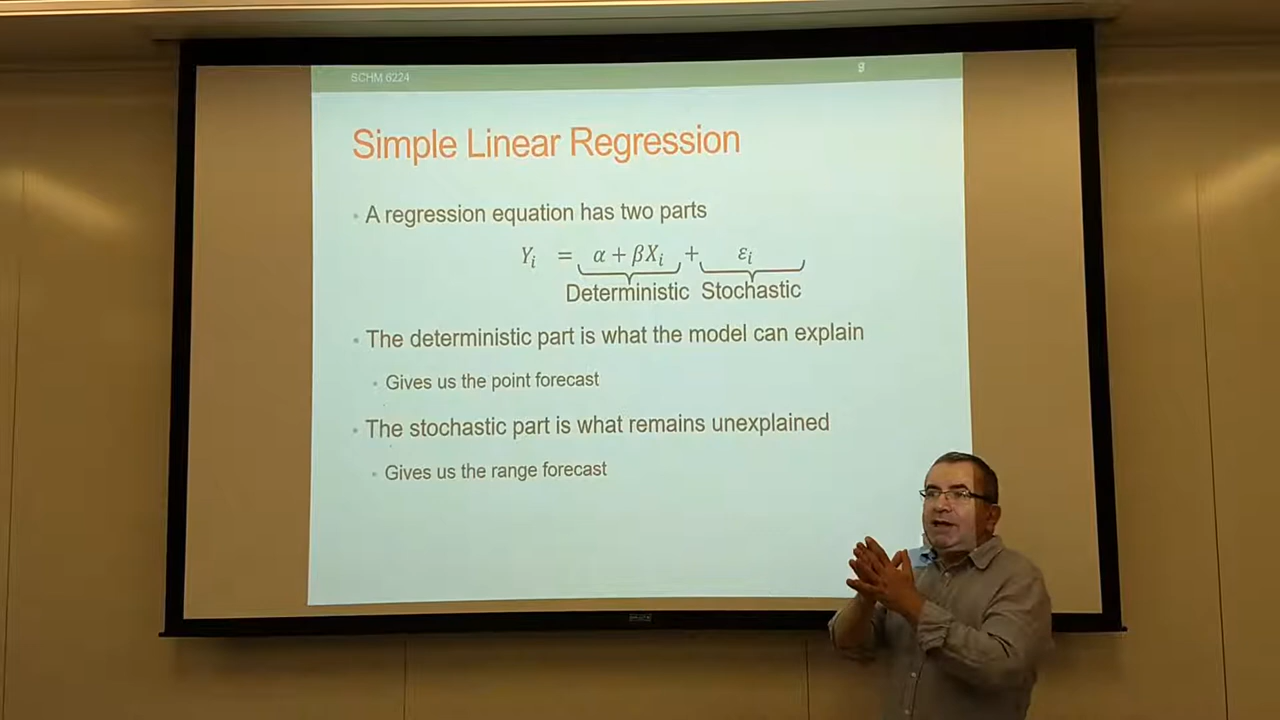 SCHM 6224
9
Simple Linear Regression
• A regression equation has two parts
Yᵢ = α + βXᵢ + εᵢ
Deterministic Stochastic
• The deterministic part is what the model can explain
• Gives us the point forecast
• The stochastic part is what remains unexplained
• Gives us the range forecast